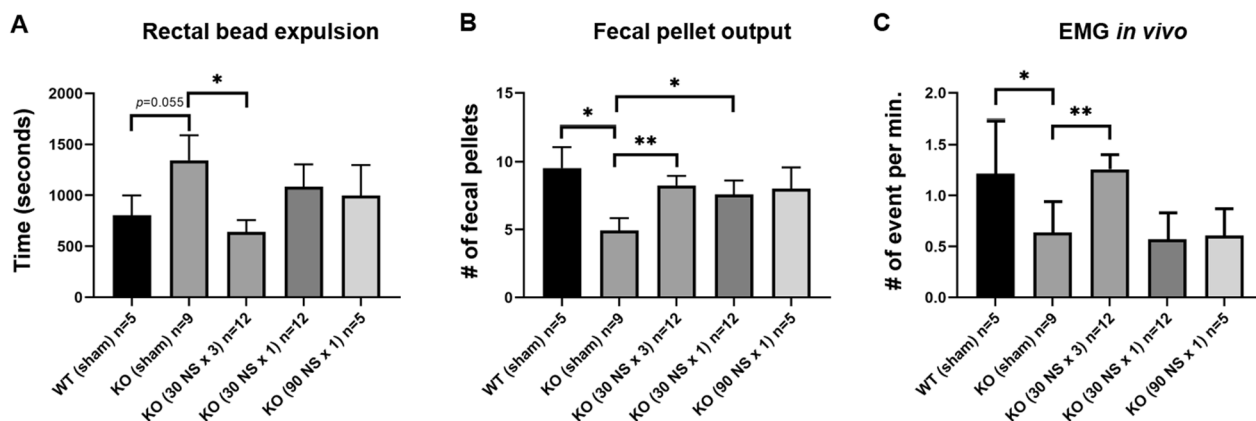 A
Rectal bead expulsion
Time (seconds)
2000
1500
1000
500
0
p=0.055
*
WT (sham) n=5
KO (sham) n=9
KO (30 NS x 3) n=12
KO (30 NS x 1) n=12
KO (90 NS x 1) n=5
B
Fecal pellet output
# of fecal pellets
15
10
5
0
*
*
**
WT (sham) n=5
KO (sham) n=9
KO (30 NS x 3) n=12
KO (30 NS x 1) n=12
KO (90 NS x 1) n=5
C
EMG in vivo
# of event per min.
2.0
1.5
1.0
0.5
0.0
*
**
WT (sham) n=5
KO (sham) n=9
KO (30 NS x 3) n=12
KO (30 NS x 1) n=12
KO (90 NS x 1) n=5